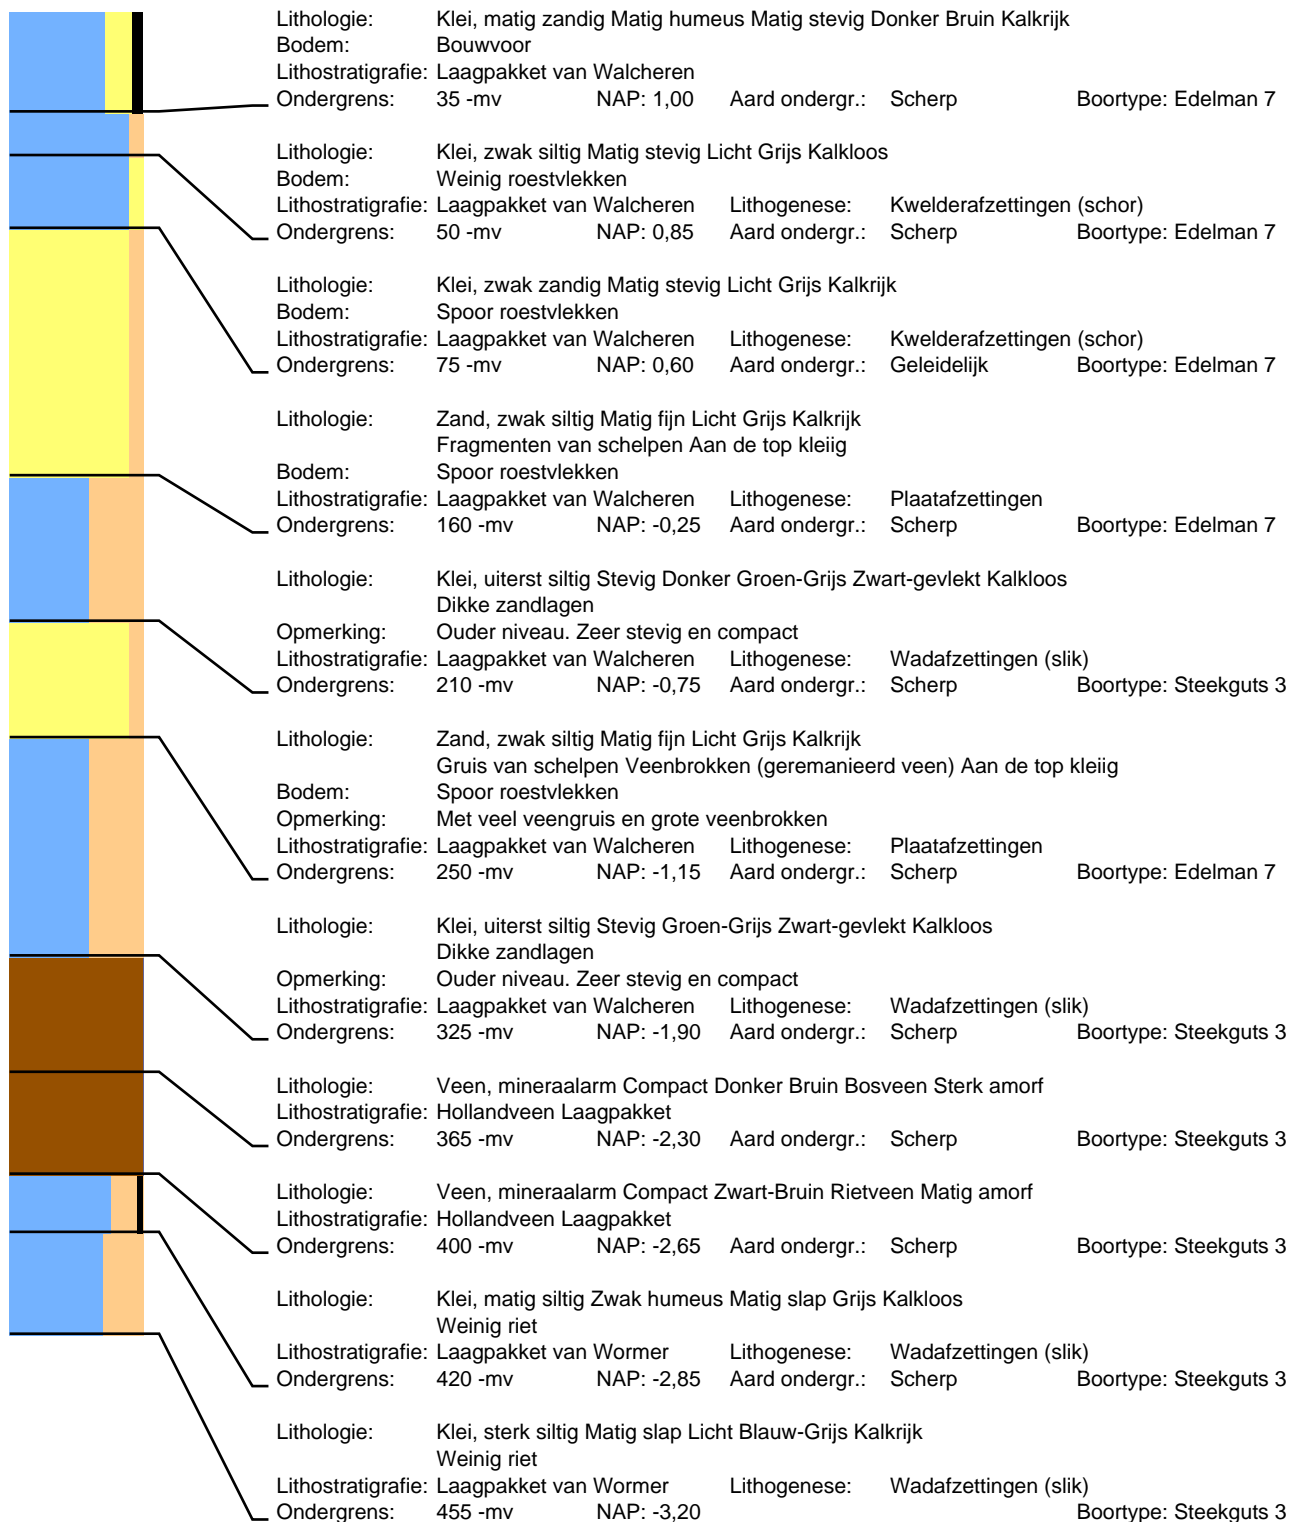 Lithologie: Klei, matig zandig Matig humeus Matig stevig Donker Bruin Kalkrijk
Bodem: Bouwvoor
Lithostratigrafie: Laagpakket van Walcheren
Ondergrens: 35 -mv NAP: 1,00 Aard ondergr.: Scherp Boortype: Edelman 7
Lithologie: Klei, zwak siltig Matig stevig Licht Grijs Kalkloos
Bodem: Weinig roestvlekken
Lithostratigrafie: Laagpakket van Walcheren Lithogenese: Kwelderafzettingen (schor)
Ondergrens: 50 -mv NAP: 0,85 Aard ondergr.: Scherp Boortype: Edelman 7
Lithologie: Klei, zwak zandig Matig stevig Licht Grijs Kalkrijk
Bodem: Spoor roestvlekken
Lithostratigrafie: Laagpakket van Walcheren Lithogenese: Kwelderafzettingen (schor)
Ondergrens: 75 -mv NAP: 0,60 Aard ondergr.: Geleidelijk Boortype: Edelman 7
Lithologie: Zand, zwak siltig Matig fijn Licht Grijs Kalkrijk
Fragmenten van schelpen Aan de top kleiig
Bodem: Spoor roestvlekken
Lithostratigrafie: Laagpakket van Walcheren Lithogenese: Plaatafzettingen
Ondergrens: 160 -mv NAP: -0,25 Aard ondergr.: Scherp Boortype: Edelman 7
Lithologie: Klei, uiterst siltig Stevig Donker Groen-Grijs Zwart-gevlekt Kalkloos
Dikke zandlagen
Opmerking: Ouder niveau. Zeer stevig en compact
Lithostratigrafie: Laagpakket van Walcheren Lithogenese: Wadafzettingen (slik)
Ondergrens: 210 -mv NAP: -0,75 Aard ondergr.: Scherp Boortype: Steekguts 3
Lithologie: Zand, zwak siltig Matig fijn Licht Grijs Kalkrijk
Gruis van schelpen Veenbrokken (geremanieerd veen) Aan de top kleiig
Bodem: Spoor roestvlekken
Opmerking: Met veel veengruis en grote veenbrokken
Lithostratigrafie: Laagpakket van Walcheren Lithogenese: Plaatafzettingen
Ondergrens: 250 -mv NAP: -1,15 Aard ondergr.: Scherp Boortype: Edelman 7
Lithologie: Klei, uiterst siltig Stevig Groen-Grijs Zwart-gevlekt Kalkloos
Dikke zandlagen
Opmerking: Ouder niveau. Zeer stevig en compact
Lithostratigrafie: Laagpakket van Walcheren Lithogenese: Wadafzettingen (slik)
Ondergrens: 325 -mv NAP: -1,90 Aard ondergr.: Scherp Boortype: Steekguts 3
Lithologie: Veen, mineraalarm Compact Donker Bruin Bosveen Sterk amorf
Lithostratigrafie: Hollandveen Laagpakket
Ondergrens: 365 -mv NAP: -2,30 Aard ondergr.: Scherp Boortype: Steekguts 3
Lithologie: Veen, mineraalarm Compact Zwart-Bruin Rietveen Matig amorf
Lithostratigrafie: Hollandveen Laagpakket
Ondergrens: 400 -mv NAP: -2,65 Aard ondergr.: Scherp Boortype: Steekguts 3
Lithologie: Klei, matig siltig Zwak humeus Matig slap Grijs Kalkloos
Weinig riet
Lithostratigrafie: Laagpakket van Wormer Lithogenese: Wadafzettingen (slik)
Ondergrens: 420 -mv NAP: -2,85 Aard ondergr.: Scherp Boortype: Steekguts 3
Lithologie: Klei, sterk siltig Matig slap Licht Blauw-Grijs Kalkrijk
Weinig riet
Lithostratigrafie: Laagpakket van Wormer Lithogenese: Wadafzettingen (slik)
Ondergrens: 455 -mv NAP: -3,20 Boortype: Steekguts 3